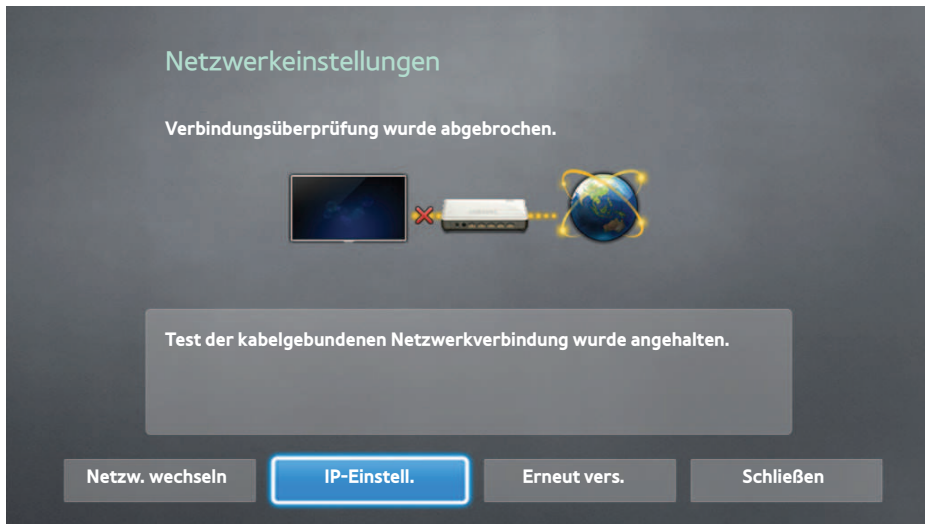 Netzwerkeinstellungen
Verbindungsüberprüfung wurde abgebrochen.
Test der kabelgebundenen Netzwerkverbindung wurde angehalten.
Netzw. wechseln
IP-Einstell.
Erneut vers.
Schließen